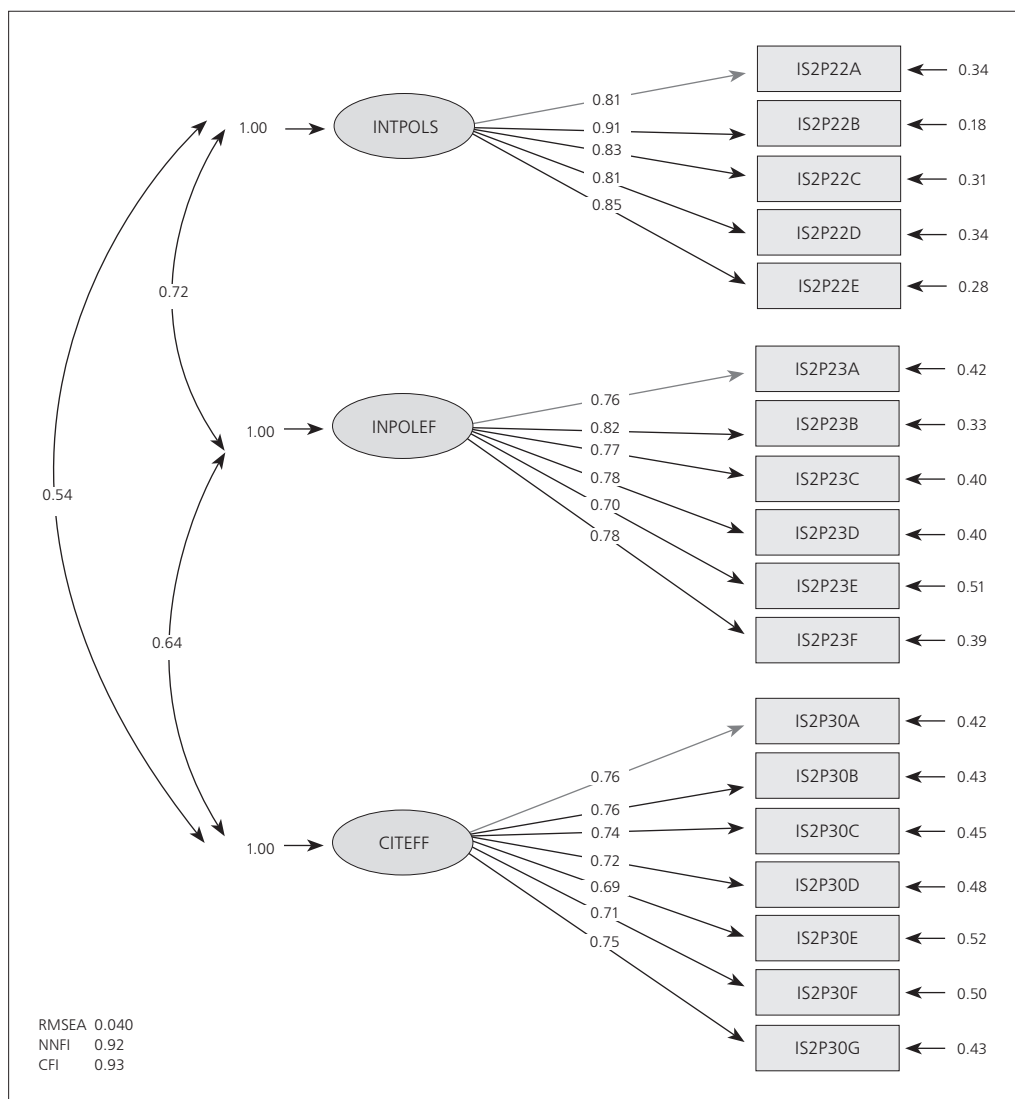 IS2P22A 0.34
0.81
1.00 INTPOLS
0.91 IS2P22B 0.18
0.83
IS2P22C 0.31
0.81
0.85
IS2P22D 0.34
0.72
IS2P22E 0.28
IS2P23A 0.42
0.76
1.00 INPOLEF
0.82 IS2P23B 0.33
0.77
0.78 IS2P23C 0.40
0.54
0.70
0.78 IS2P23D 0.40
IS2P23E 0.51
0.64
IS2P23F 0.39
IS2P30A 0.42
0.76
IS2P30B 0.43
0.76
0.74 IS2P30C 0.45
1.00 CITEFF
0.72
0.69 IS2P30D 0.48
0.71
0.75 IS2P30E 0.52
IS2P30F 0.50
RMSEA 0.040
NNFI 0.92
IS2P30G 0.43
CFI 0.93